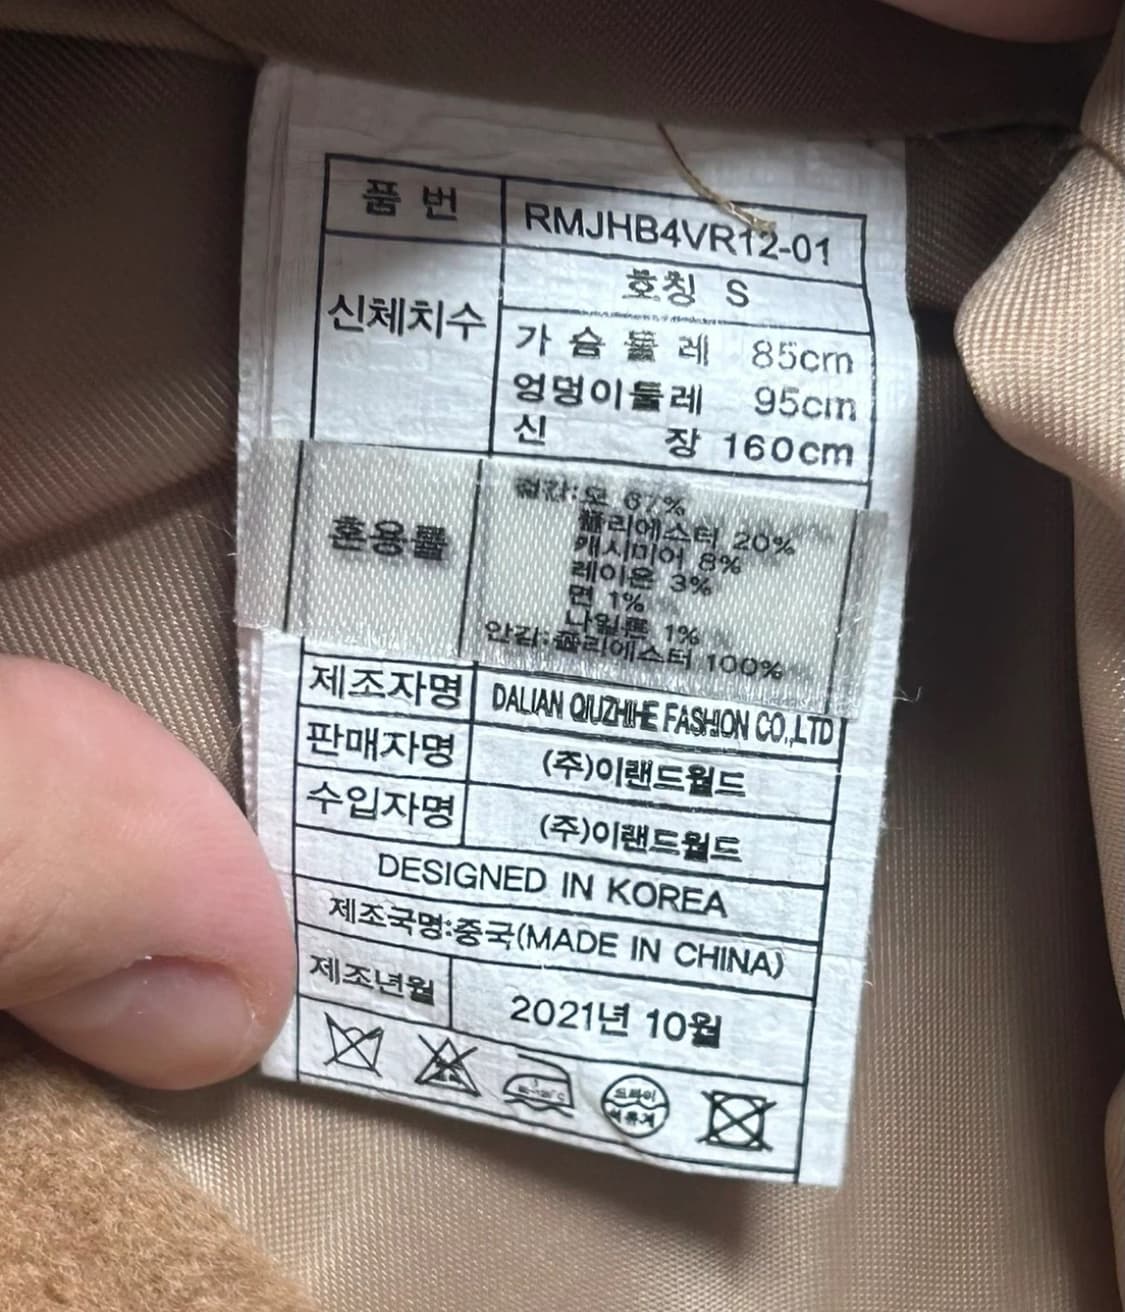 품 번 RMJHB4VR12-01
신체치수 호칭 S
가 슴 둘 레 85cm
엉덩이둘레 95cm
신 장 160cm
혼용률 겉감:모 67%
폴리에스터 20%
캐시미어 8%
레이온 3%
면 1%
나일론 1%
안감:폴리에스터 100%
제조자명 DALIAN QIUZHIHE FASHION CO.,LTD
판매자명 (주)이랜드월드
수입자명 (주)이랜드월드
DESIGNED IN KOREA
제조국명:중국(MADE IN CHINA)
제조년월 2021년 10월
드라이
석유계